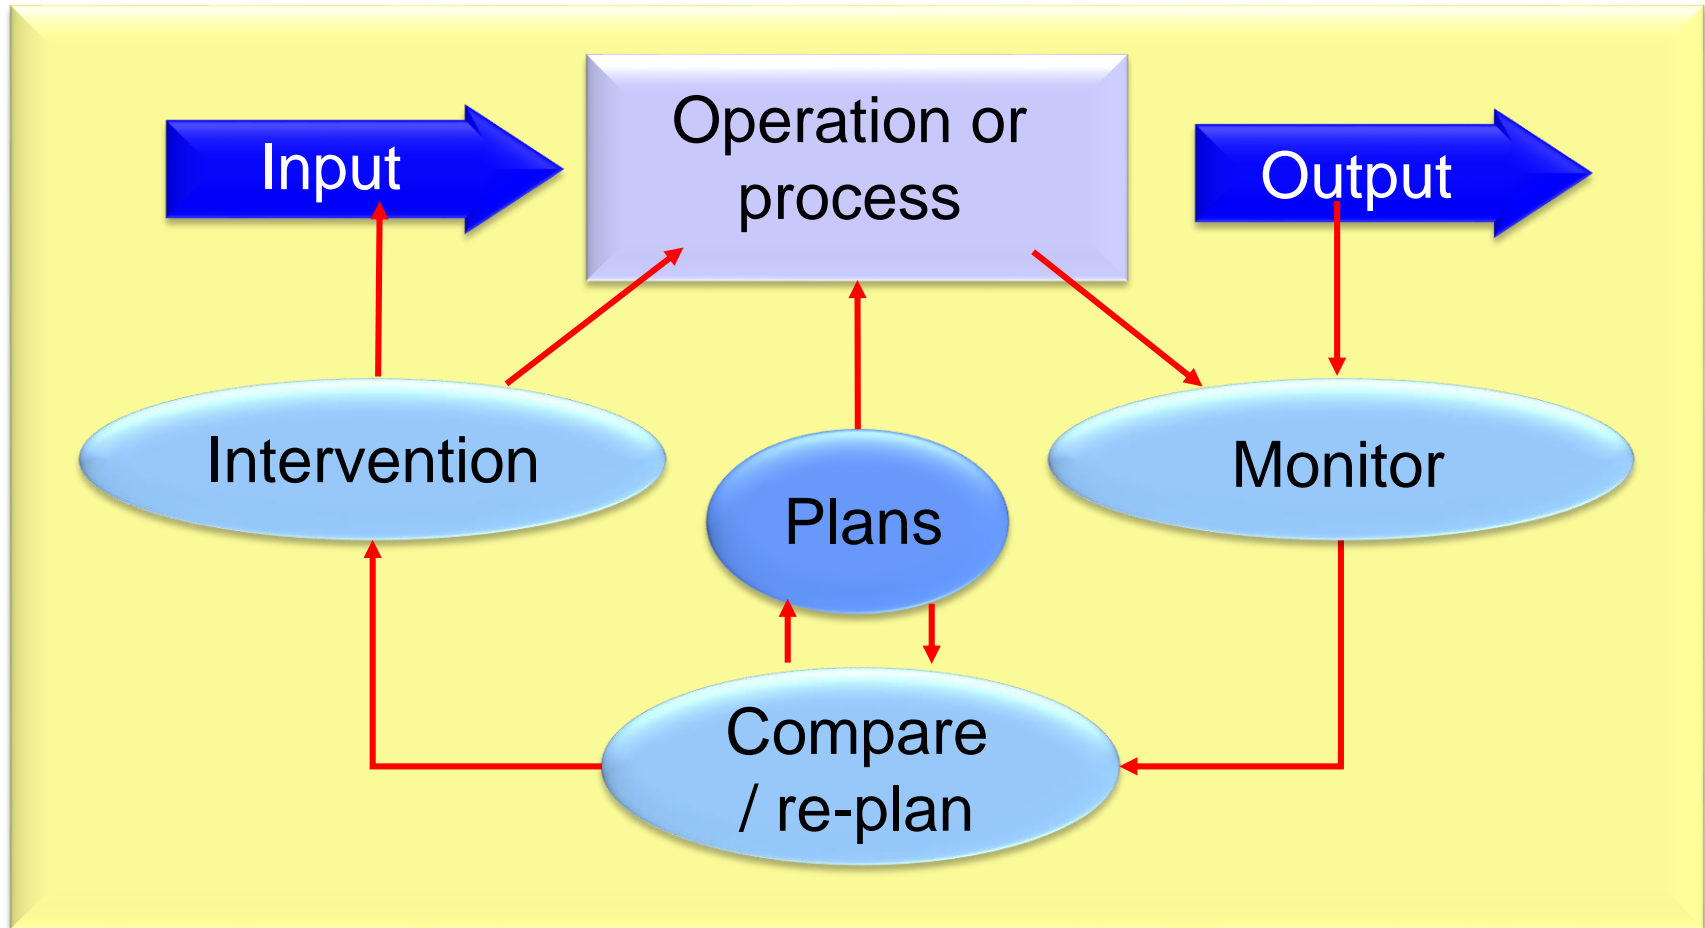 Input
Operation or
process
Output
Intervention
Plans
Monitor
Compare
/ re-plan